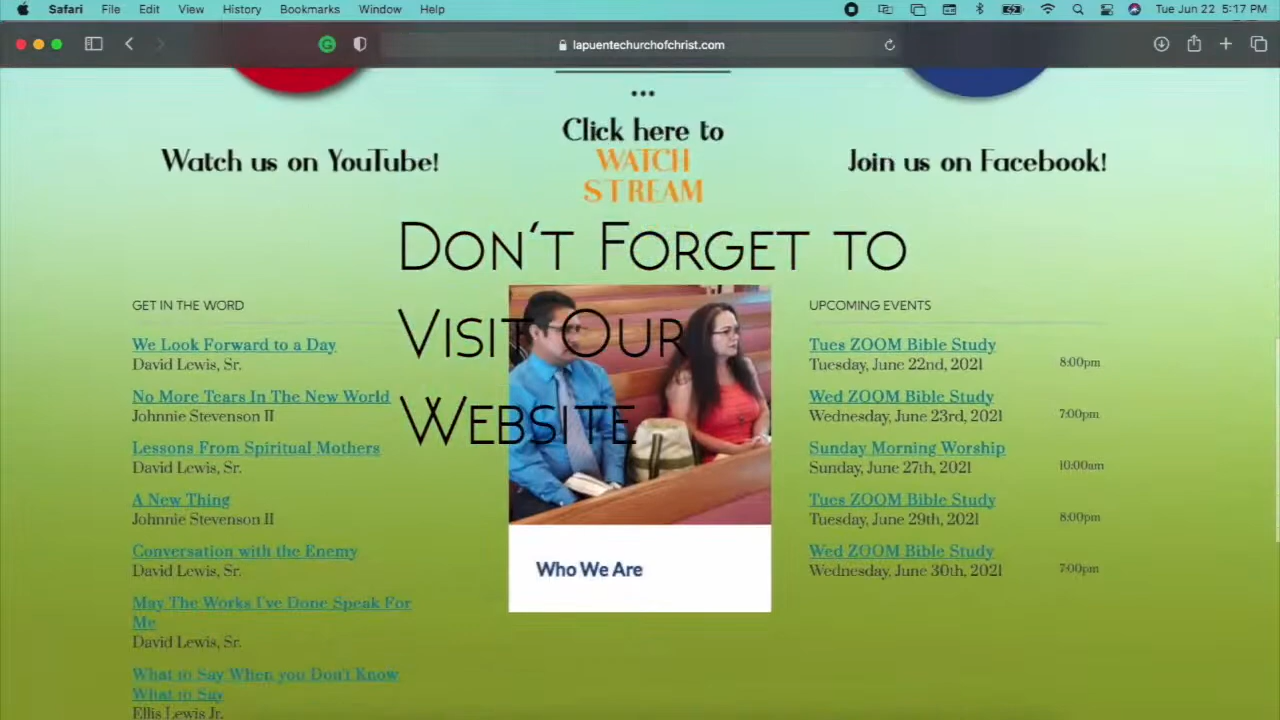 Safari File Edit View History Bookmarks Window Help Tue Jun 22 5:17 PM
lapuentechurchofchrist.com
Click here to
WATCH
STREAM
Watch us on YouTube!
Join us on Facebook!
Don't Forget to
Visit Our
Website
GET IN THE WORD
We Look Forward to a Day
David Lewis, Sr.
No More Tears In The New World
Johnnie Stevenson II
Lessons From Spiritual Mothers
David Lewis, Sr.
A New Thing
Johnnie Stevenson II
Conversation with the Enemy
David Lewis, Sr.
May The Works I've Done Speak For
Me
David Lewis, Sr.
What to Say When you Don't Know
What to Say
Ellis Lewis Jr.
Who We Are
UPCOMING EVENTS
Tues ZOOM Bible Study
Tuesday, June 22nd, 2021 8:00pm
Wed ZOOM Bible Study
Wednesday, June 23rd, 2021 7:00pm
Sunday Morning Worship
Sunday, June 27th, 2021 10:00am
Tues ZOOM Bible Study
Tuesday, June 29th, 2021 8:00pm
Wed ZOOM Bible Study
Wednesday, June 30th, 2021 7:00pm